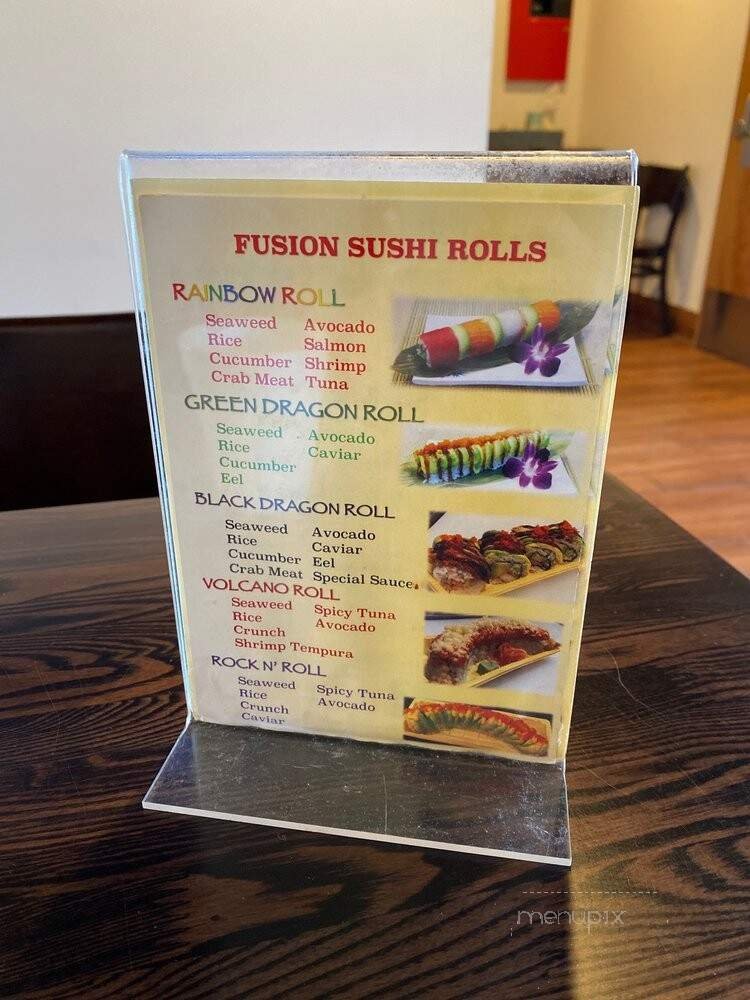 FUSION SUSHI ROLLS
RAINBOW ROLL
Seaweed Avocado
Rice Salmon
Cucumber Shrimp
Crab Meat Tuna
GREEN DRAGON ROLL
Seaweed Avocado
Rice Caviar
Cucumber
Eel
BLACK DRAGON ROLL
Seaweed Avocado
Rice Caviar
Cucumber Eel
Crab Meat Special Sauce
VOLCANO ROLL
Seaweed Spicy Tuna
Rice Avocado
Crunch
Shrimp Tempura
ROCK N' ROLL
Seaweed Spicy Tuna
Rice Avocado
Crunch
Caviar
menupix